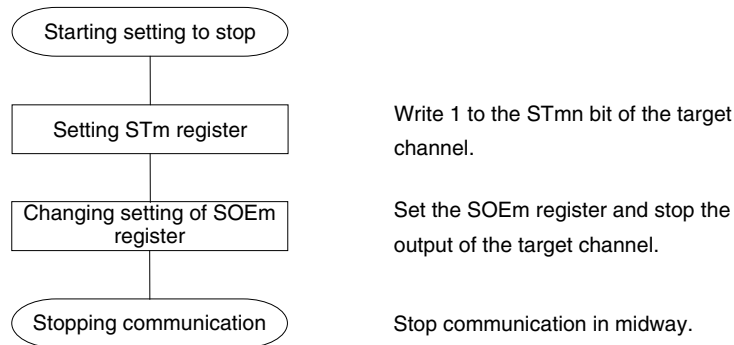 Starting setting to stop
Setting STm register
Write 1 to the STmn bit of the target
channel.
Changing setting of SOEm
register
Set the SOEm register and stop the
output of the target channel.
Stopping communication
Stop communication in midway.